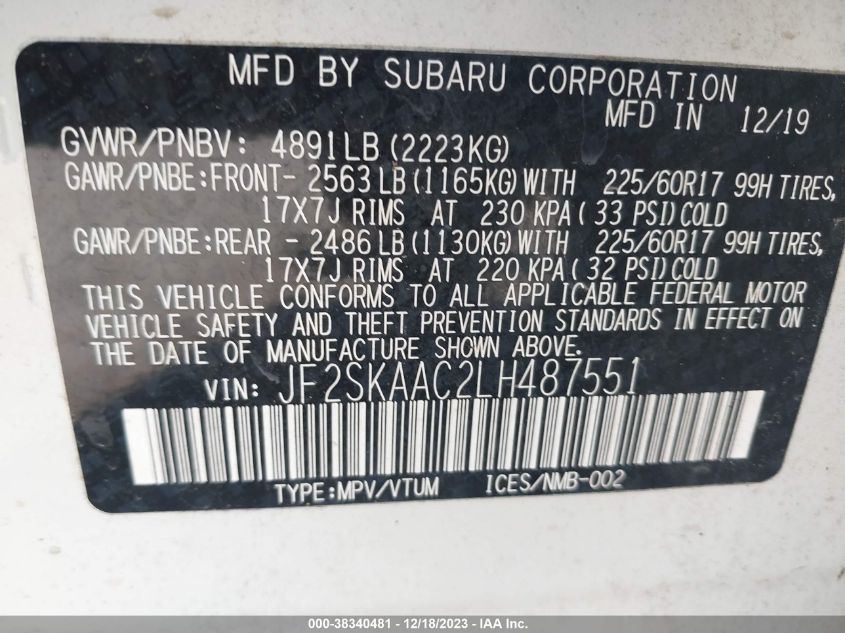 MFD BY SUBARU CORPORATION
MFD IN 12/19
GVWR/PNBV: 4891LB (2223KG)
GAWR/PNBE:FRONT- 2563 LB (1165KG) WITH 225/60R17 99H TIRES,
17X7J RIMS AT 230 KPA ( 33 PSI) COLD
GAWR/PNBE:REAR - 2486 LB (1130KG) WITH 225/60R17 99H TIRES,
17X7J RIMS AT 220 KPA ( 32 PSI) COLD
THIS VEHICLE CONFORMS TO ALL APPLICABLE FEDERAL MOTOR
VEHICLE SAFETY AND THEFT PREVENTION STANDARDS IN EFFECT ON
THE DATE OF MANUFACTURE SHOWN ABOVE.
VIN: JF2SKAAC2LH487551
TYPE:MPV/VTUM ICES/NMB-002
000-38340481 - 12/18/2023 - IAA, LLC